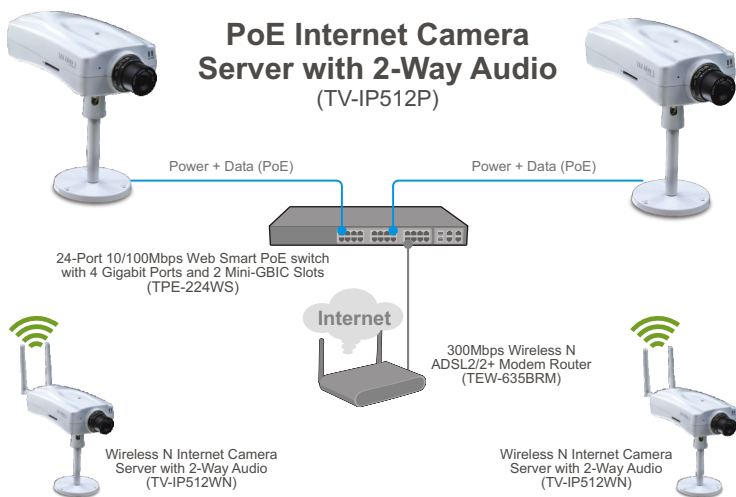 PoE Internet Camera
Server with 2-Way Audio
(TV-IP512P)
Power + Data (PoE)
Power + Data (PoE)
24-Port 10/100Mbps Web Smart PoE switch
with 4 Gigabit Ports and 2 Mini-GBIC Slots
(TPE-224WS)
Internet
300Mbps Wireless N
ADSL2/2+ Modem Router
(TEW-635BRM)
Wireless N Internet Camera
Server with 2-Way Audio
(TV-IP512WN)
Wireless N Internet Camera
Server with 2-Way Audio
(TV-IP512WN)